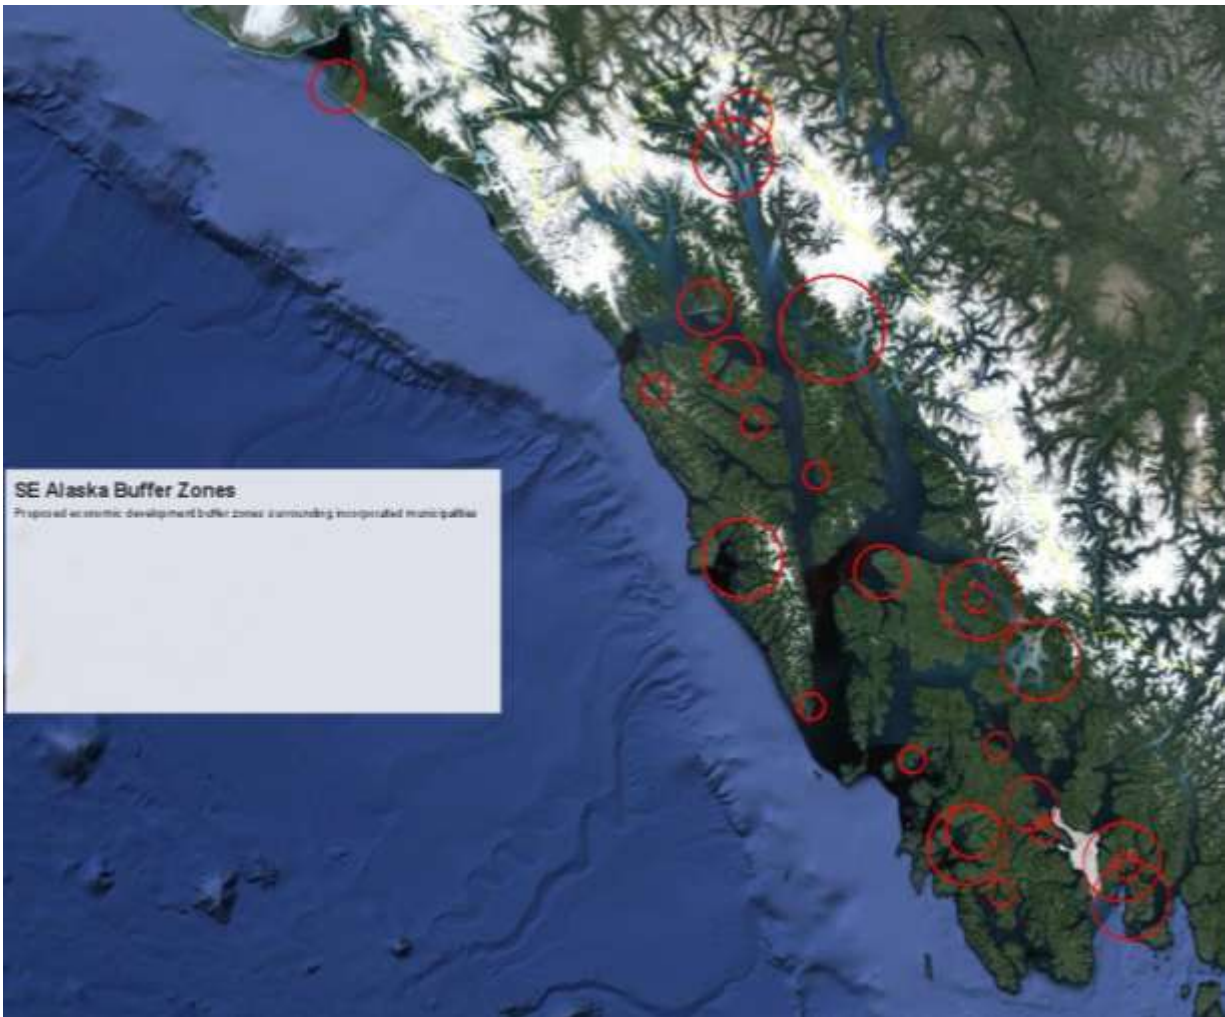 SE Alaska Buffer Zones
Proposed economic development buffer zones surrounding incorporated municipalities